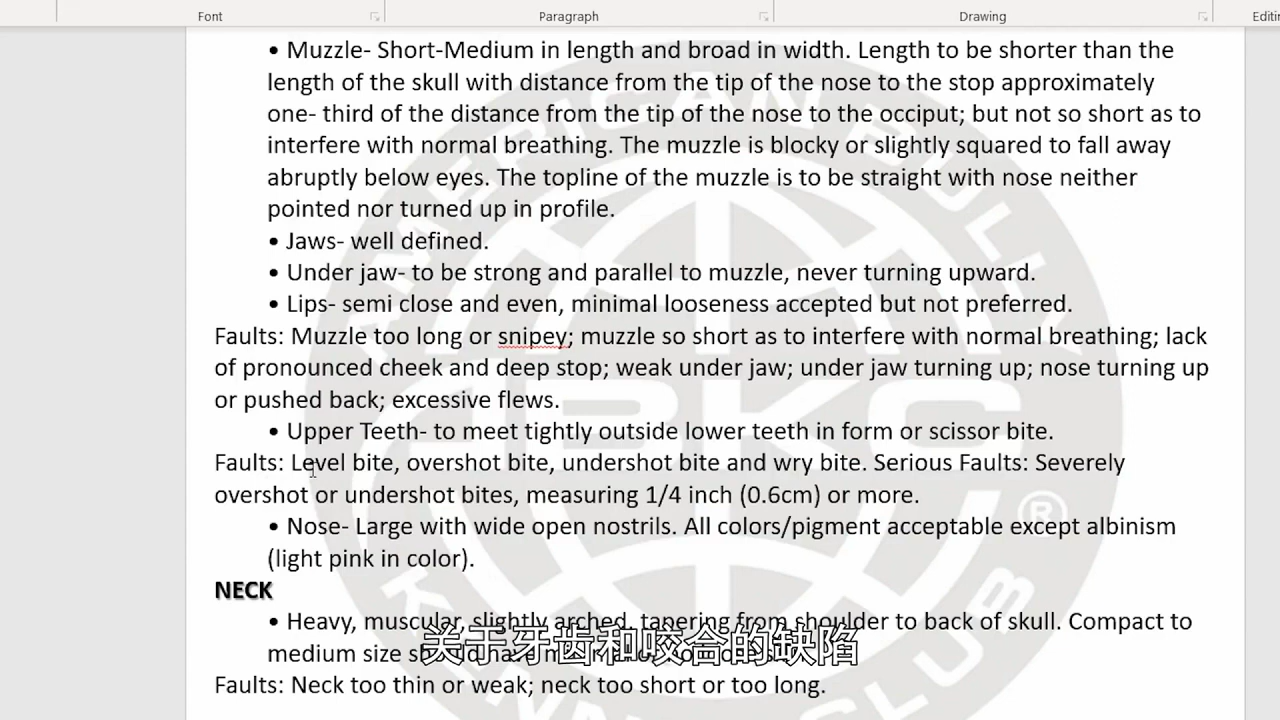 Font Paragraph Drawing Editin
• Muzzle- Short-Medium in length and broad in width. Length to be shorter than the
length of the skull with distance from the tip of the nose to the stop approximately
one- third of the distance from the tip of the nose to the occiput; but not so short as to
interfere with normal breathing. The muzzle is blocky or slightly squared to fall away
abruptly below eyes. The topline of the muzzle is to be straight with nose neither
pointed nor turned up in profile.
• Jaws- well defined.
• Under jaw- to be strong and parallel to muzzle, never turning upward.
• Lips- semi close and even, minimal looseness accepted but not preferred.
Faults: Muzzle too long or snipey; muzzle so short as to interfere with normal breathing; lack
of pronounced cheek and deep stop; weak under jaw; under jaw turning up; nose turning up
or pushed back; excessive flews.
• Upper Teeth- to meet tightly outside lower teeth in form or scissor bite.
Faults: Level bite, overshot bite, undershot bite and wry bite. Serious Faults: Severely
overshot or undershot bites, measuring 1/4 inch (0.6cm) or more.
• Nose- Large with wide open nostrils. All colors/pigment acceptable except albinism
(light pink in color).
NECK
• Heavy, muscular, slightly arched, tapering from shoulder to back of skull. Compact to
medium size
关于牙齿和咬合的缺陷
Faults: Neck too thin or weak; neck too short or too long.
AMERICAN BULLY
KENNEL CLUB
®